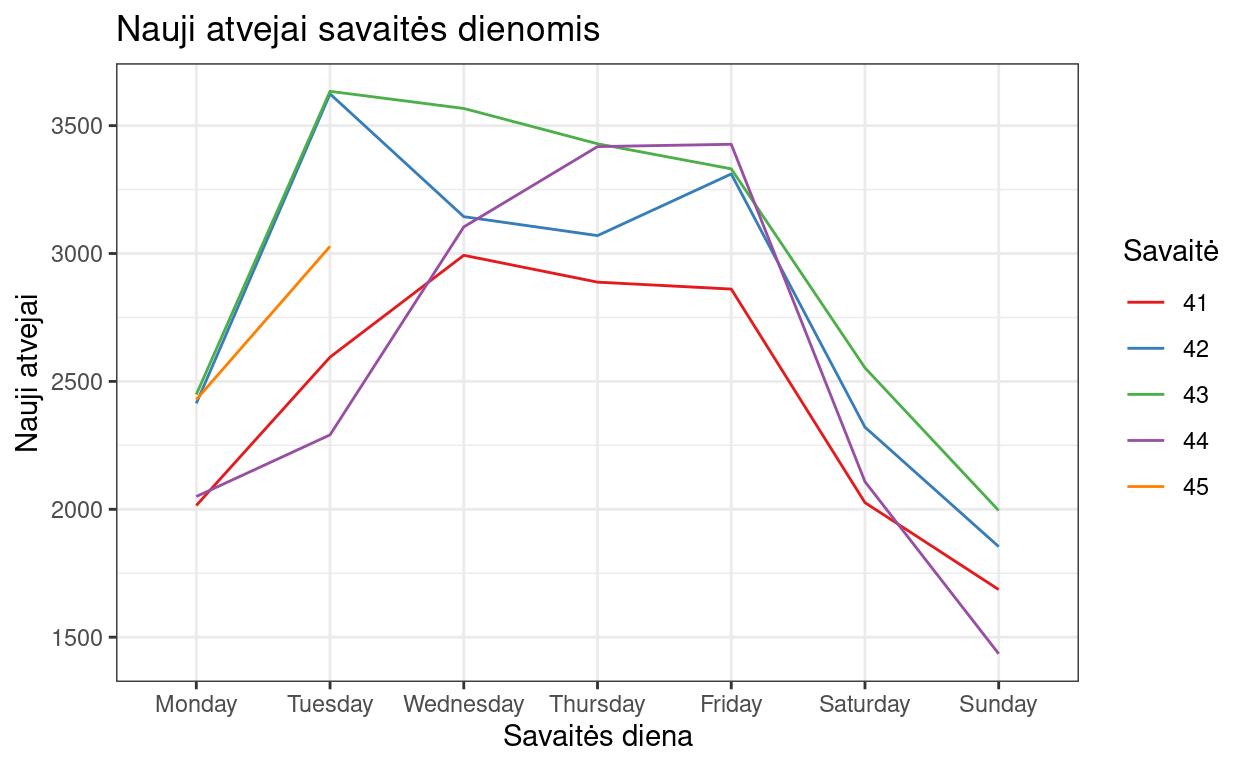 Nauji atvejai savaitės dienomis
Nauji atvejai
3500
3000
2500
2000
1500
Monday Tuesday Wednesday Thursday Friday Saturday Sunday
Savaitės diena
Savaitė
41
42
43
44
45